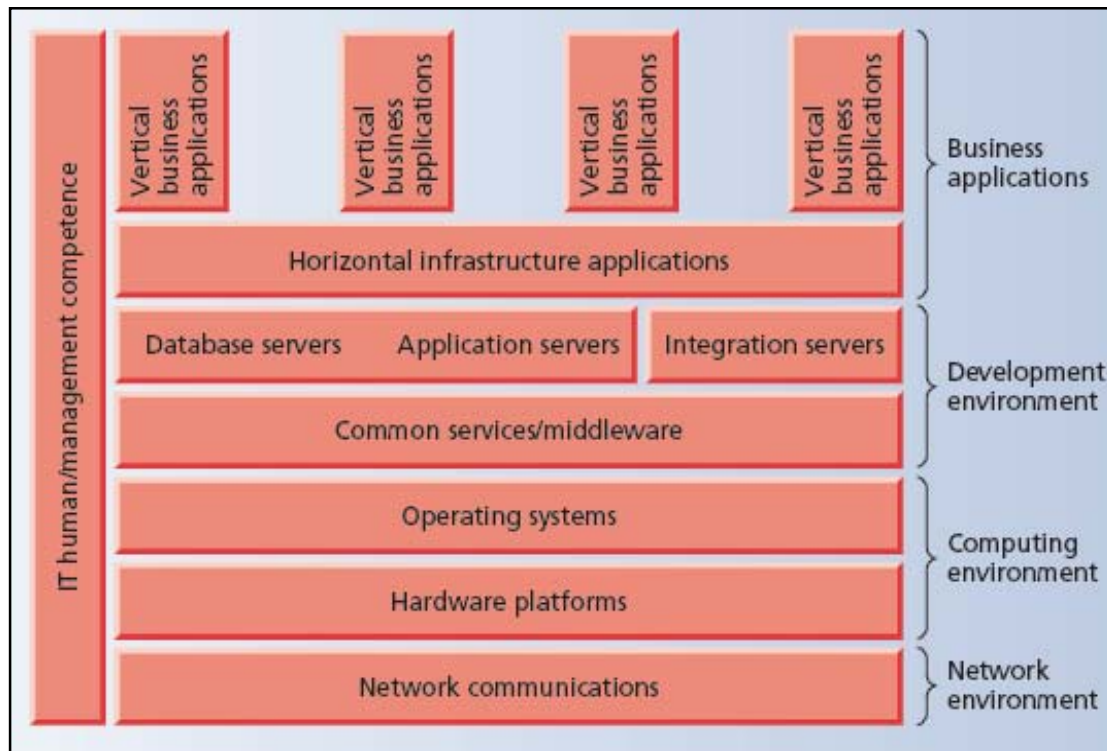 IT human/management competence
Vertical
business
applications
Vertical
business
applications
Vertical
business
applications
Vertical
business
applications
Business
applications
Horizontal infrastructure applications
Database servers
Application servers
Integration servers
Development
environment
Common services/middleware
Operating systems
Computing
environment
Hardware platforms
Network communications
Network
environment